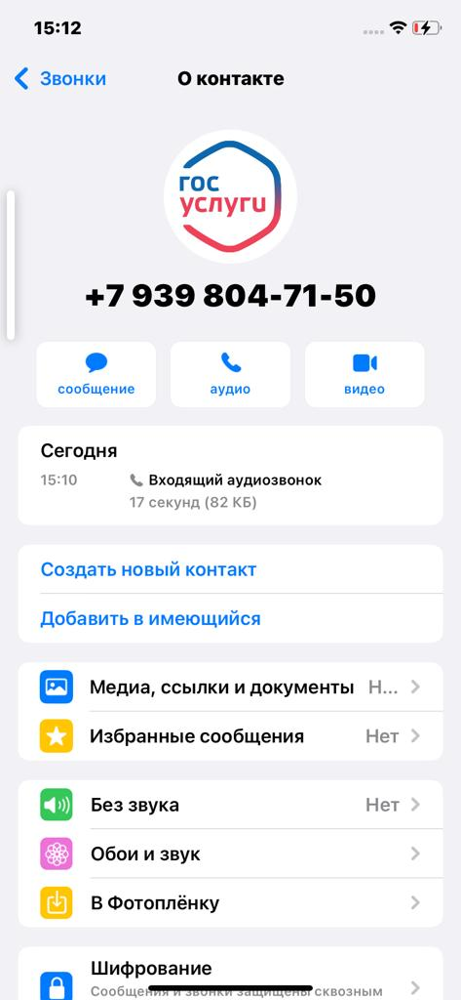 15:12
Звонки
О контакте
гос
услуги
+7 939 804-71-50
сообщение
аудио
видео
Сегодня
15:10
Входящий аудиозвонок
17 секунд (82 КБ)
Создать новый контакт
Добавить в имеющийся
Медиа, ссылки и документы Н...
Избранные сообщения Нет
Без звука Нет
Обои и звук
В Фотоплёнку
Шифрование
Сообщения и звонки защищены сквозным